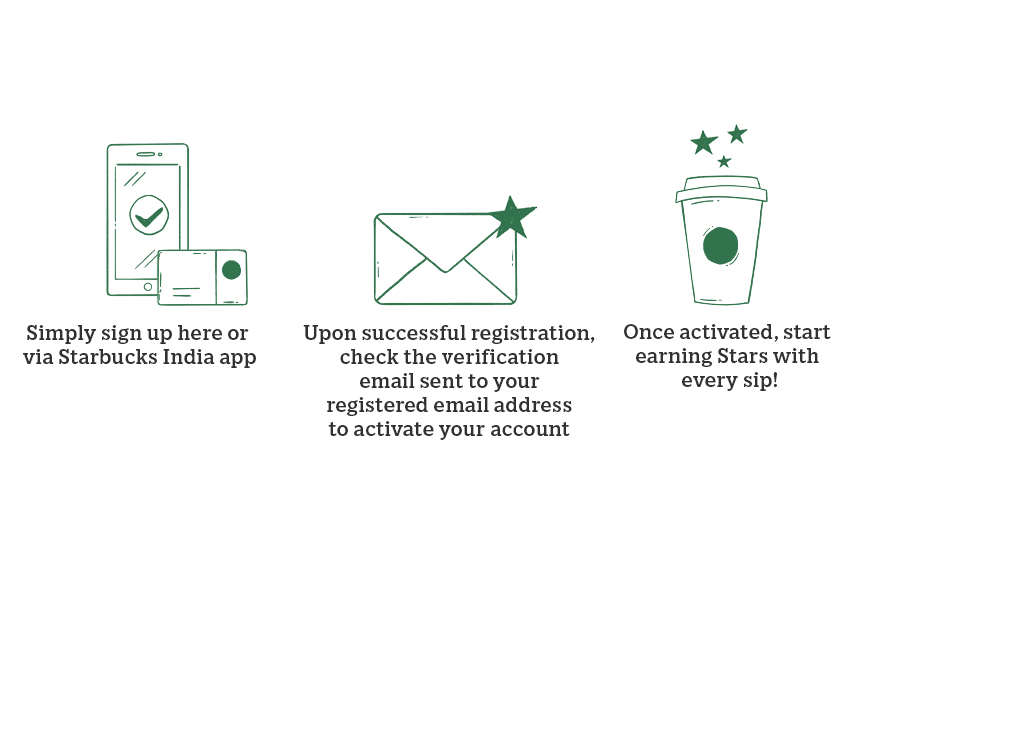 Simply sign up here or
via Starbucks India app
Upon successful registration,
check the verification
email sent to your
registered email address
to activate your account
Once activated, start
earning Stars with
every sip!